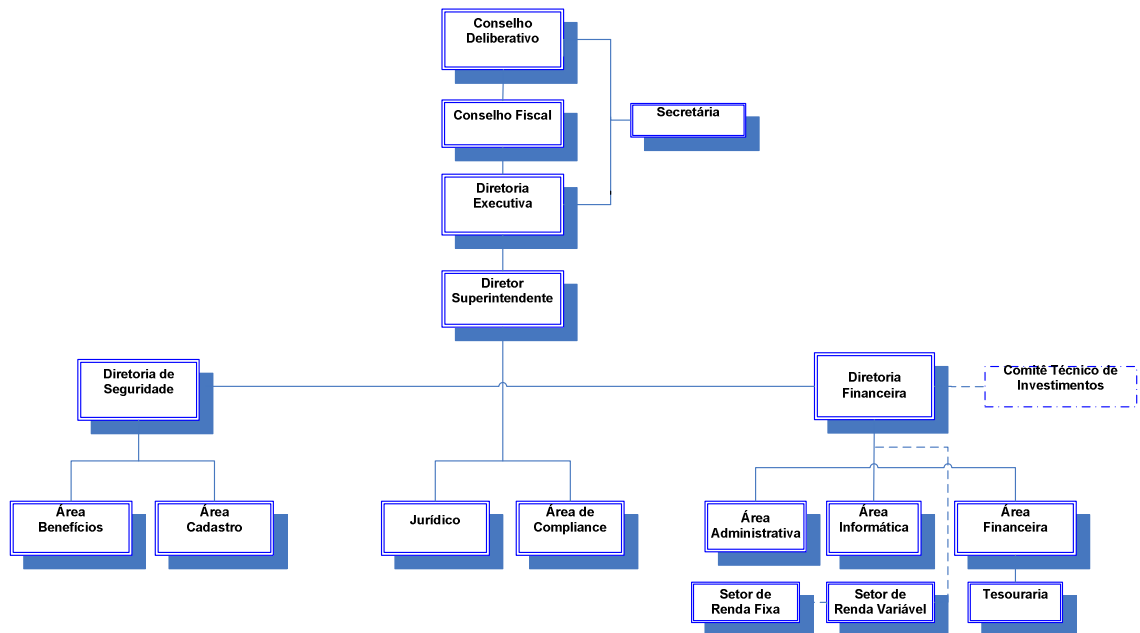 Conselho
Deliberativo
Conselho Fiscal
Secretária
Diretoria
Executiva
Diretor
Superintendente
Diretoria de
Seguridade
Diretoria
Financeira
Comitê Técnico de
Investimentos
Área
Benefícios
Área
Cadastro
Jurídico
Área de
Compliance
Área
Administrativa
Área
Informática
Área
Financeira
Setor de
Renda Fixa
Setor de
Renda Variável
Tesouraria